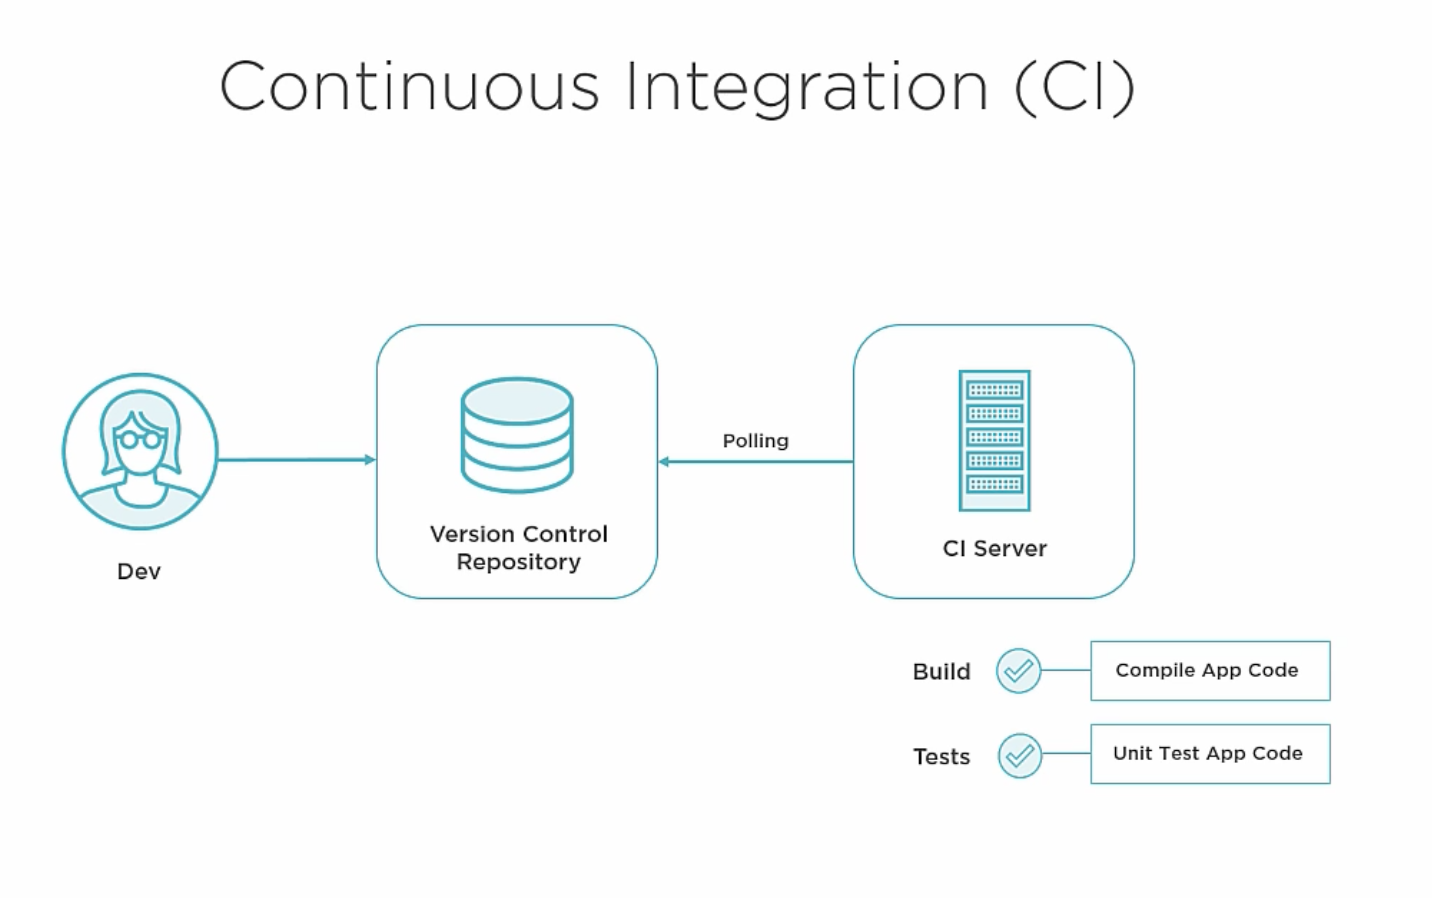 Continuous Integration (CI)
Dev
Version Control
Repository
Polling
CI Server
Build
Compile App Code
Tests
Unit Test App Code